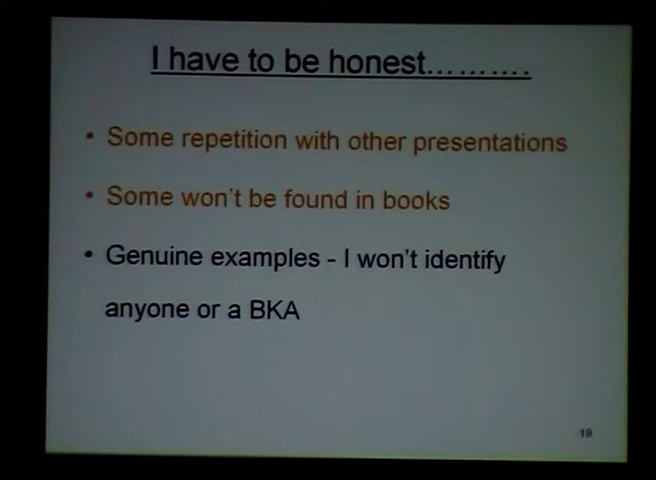 I have to be honest..........
• Some repetition with other presentations
• Some won't be found in books
• Genuine examples - I won't identify
anyone or a BKA
19